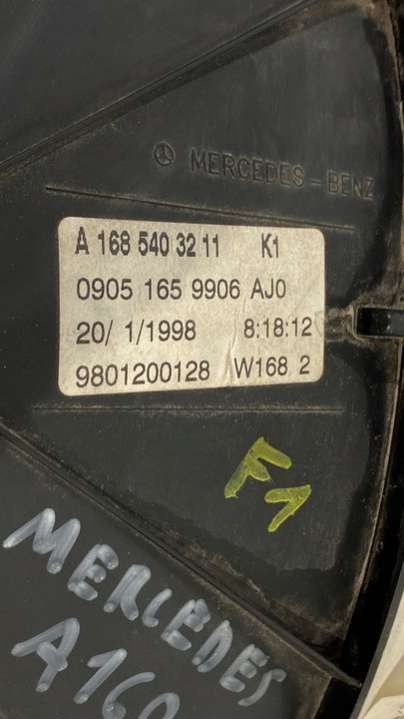 MERCEDES-BENZ
A 168 540 32 11 K1
0905 165 9906 AJ0
20/ 1/1998 8:18:12
9801200128 W168 2
F1
MERCEDES
A160